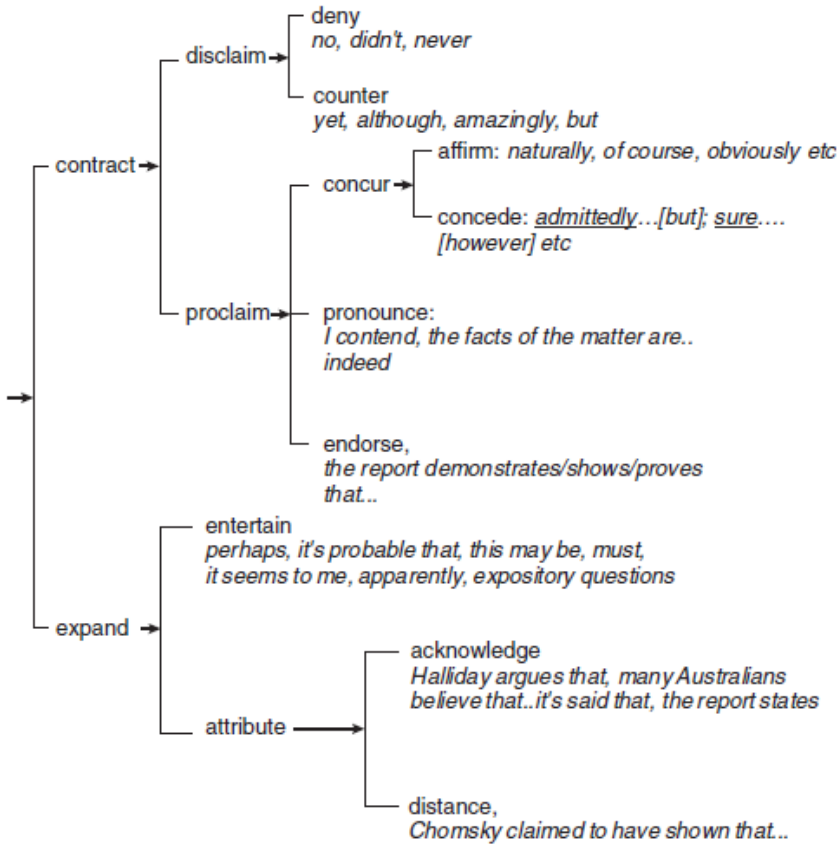 deny
no, didn't, never
disclaim
counter
yet, although, amazingly, but
contract
affirm: naturally, of course, obviously etc
concur
concede: admittedly…[but]; sure….
[however] etc
proclaim
pronounce:
I contend, the facts of the matter are..
indeed
endorse,
the report demonstrates/shows/proves
that...
entertain
perhaps, it's probable that, this may be, must,
it seems to me, apparently, expository questions
expand
acknowledge
Halliday argues that, many Australians
believe that..it's said that, the report states
attribute
distance,
Chomsky claimed to have shown that...